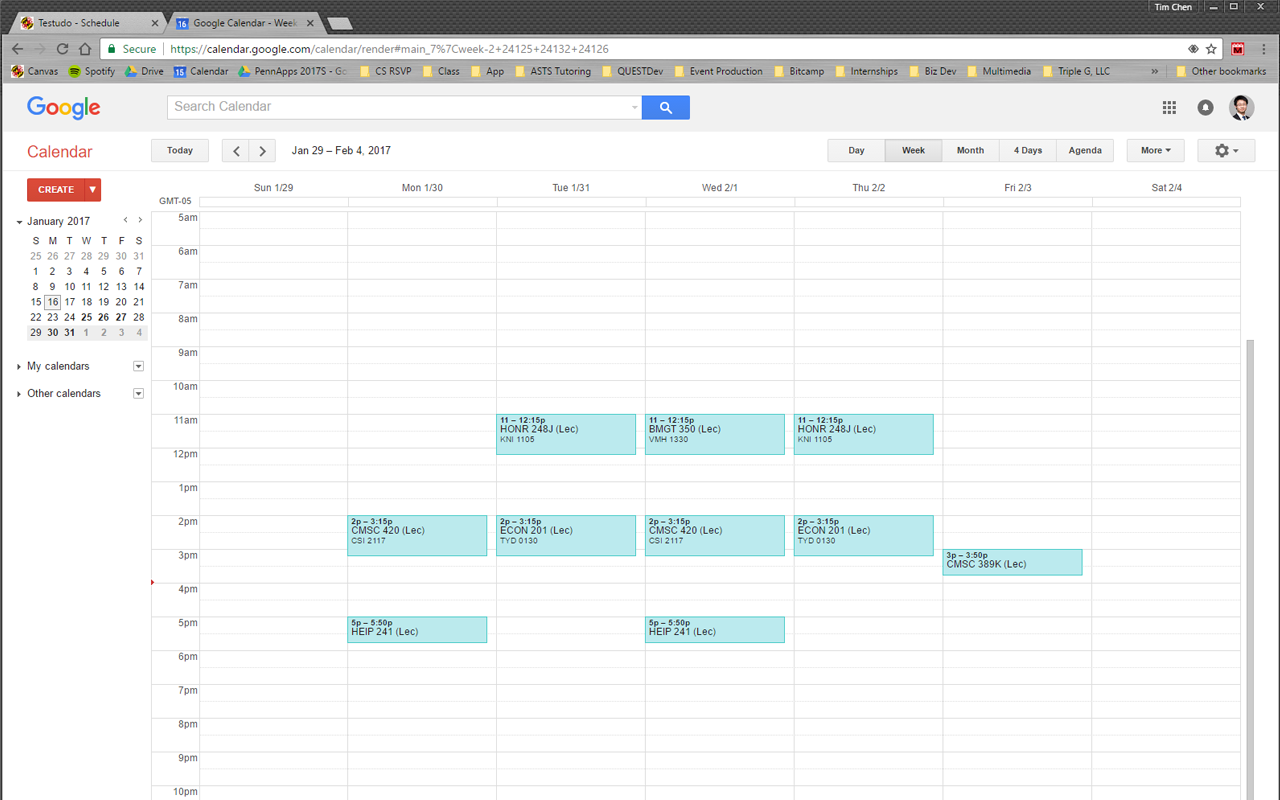 Tim Chen
Testudo - Schedule
16 Google Calendar - Week
Secure https://calendar.google.com/calendar/render#main_7%7Cweek-2+24125+24132+24126
Canvas Spotify Drive 15 Calendar PennApps 2017S - Go CS RSVP Class App ASTS Tutoring QUESTDev Event Production Bitcamp Internships Biz Dev Multimedia Triple G, LLC » Other bookmarks
Google Search Calendar
Calendar Today Jan 29 – Feb 4, 2017 Day Week Month 4 Days Agenda More
CREATE
January 2017
S M T W T F S
25 26 27 28 29 30 31
1 2 3 4 5 6 7
8 9 10 11 12 13 14
15 16 17 18 19 20 21
22 23 24 25 26 27 28
29 30 31 1 2 3 4
My calendars
Other calendars
Sun 1/29 Mon 1/30 Tue 1/31 Wed 2/1 Thu 2/2 Fri 2/3 Sat 2/4
GMT-05
5am
6am
7am
8am
9am
10am
11am
11 – 12:15p
HONR 248J (Lec)
KNI 1105
11 – 12:15p
BMGT 350 (Lec)
VMH 1330
11 – 12:15p
HONR 248J (Lec)
KNI 1105
12pm
1pm
2pm
2p – 3:15p
CMSC 420 (Lec)
CSI 2117
2p – 3:15p
ECON 201 (Lec)
TYD 0130
2p – 3:15p
CMSC 420 (Lec)
CSI 2117
2p – 3:15p
ECON 201 (Lec)
TYD 0130
3pm
3p – 3:50p
CMSC 389K (Lec)
4pm
5pm
5p – 5:50p
HEIP 241 (Lec)
5p – 5:50p
HEIP 241 (Lec)
6pm
7pm
8pm
9pm
10pm